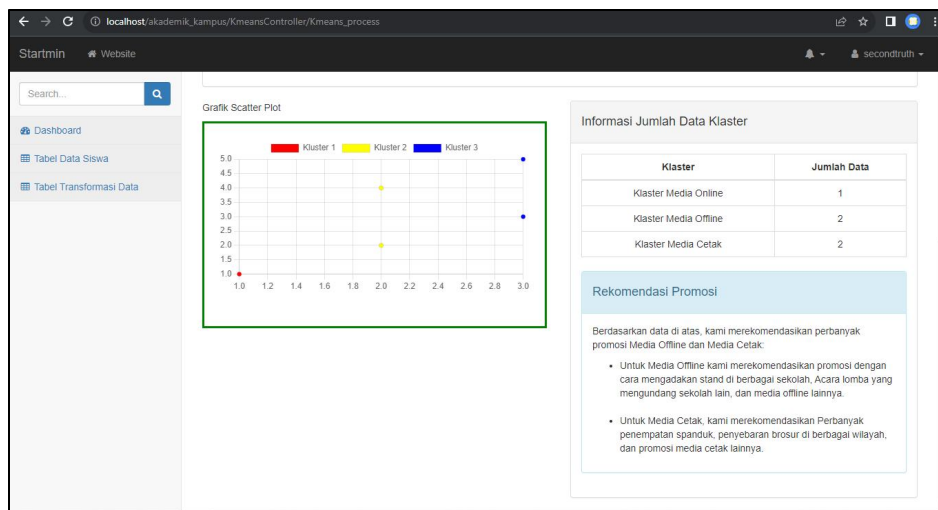 localhost/akademik_kampus/KmeansController/Kmeans_process
Startmin Website secondtruth
Search...
Dashboard
Tabel Data Siswa
Tabel Transformasi Data
Grafik Scatter Plot
Kluster 1 Kluster 2 Kluster 3
5.0
4.5
4.0
3.5
3.0
2.5
2.0
1.5
1.0
1.0 1.2 1.4 1.6 1.8 2.0 2.2 2.4 2.6 2.8 3.0
Informasi Jumlah Data Klaster
Klaster Jumlah Data
Klaster Media Online 1
Klaster Media Offline 2
Klaster Media Cetak 2
Rekomendasi Promosi
Berdasarkan data di atas, kami merekomendasikan perbanyak
promosi Media Offline dan Media Cetak:
• Untuk Media Offline kami merekomendasikan promosi dengan
cara mengadakan stand di berbagai sekolah, Acara lomba yang
mengundang sekolah lain, dan media offline lainnya.
• Untuk Media Cetak, kami merekomendasikan Perbanyak
penempatan spanduk, penyebaran brosur di berbagai wilayah,
dan promosi media cetak lainnya.